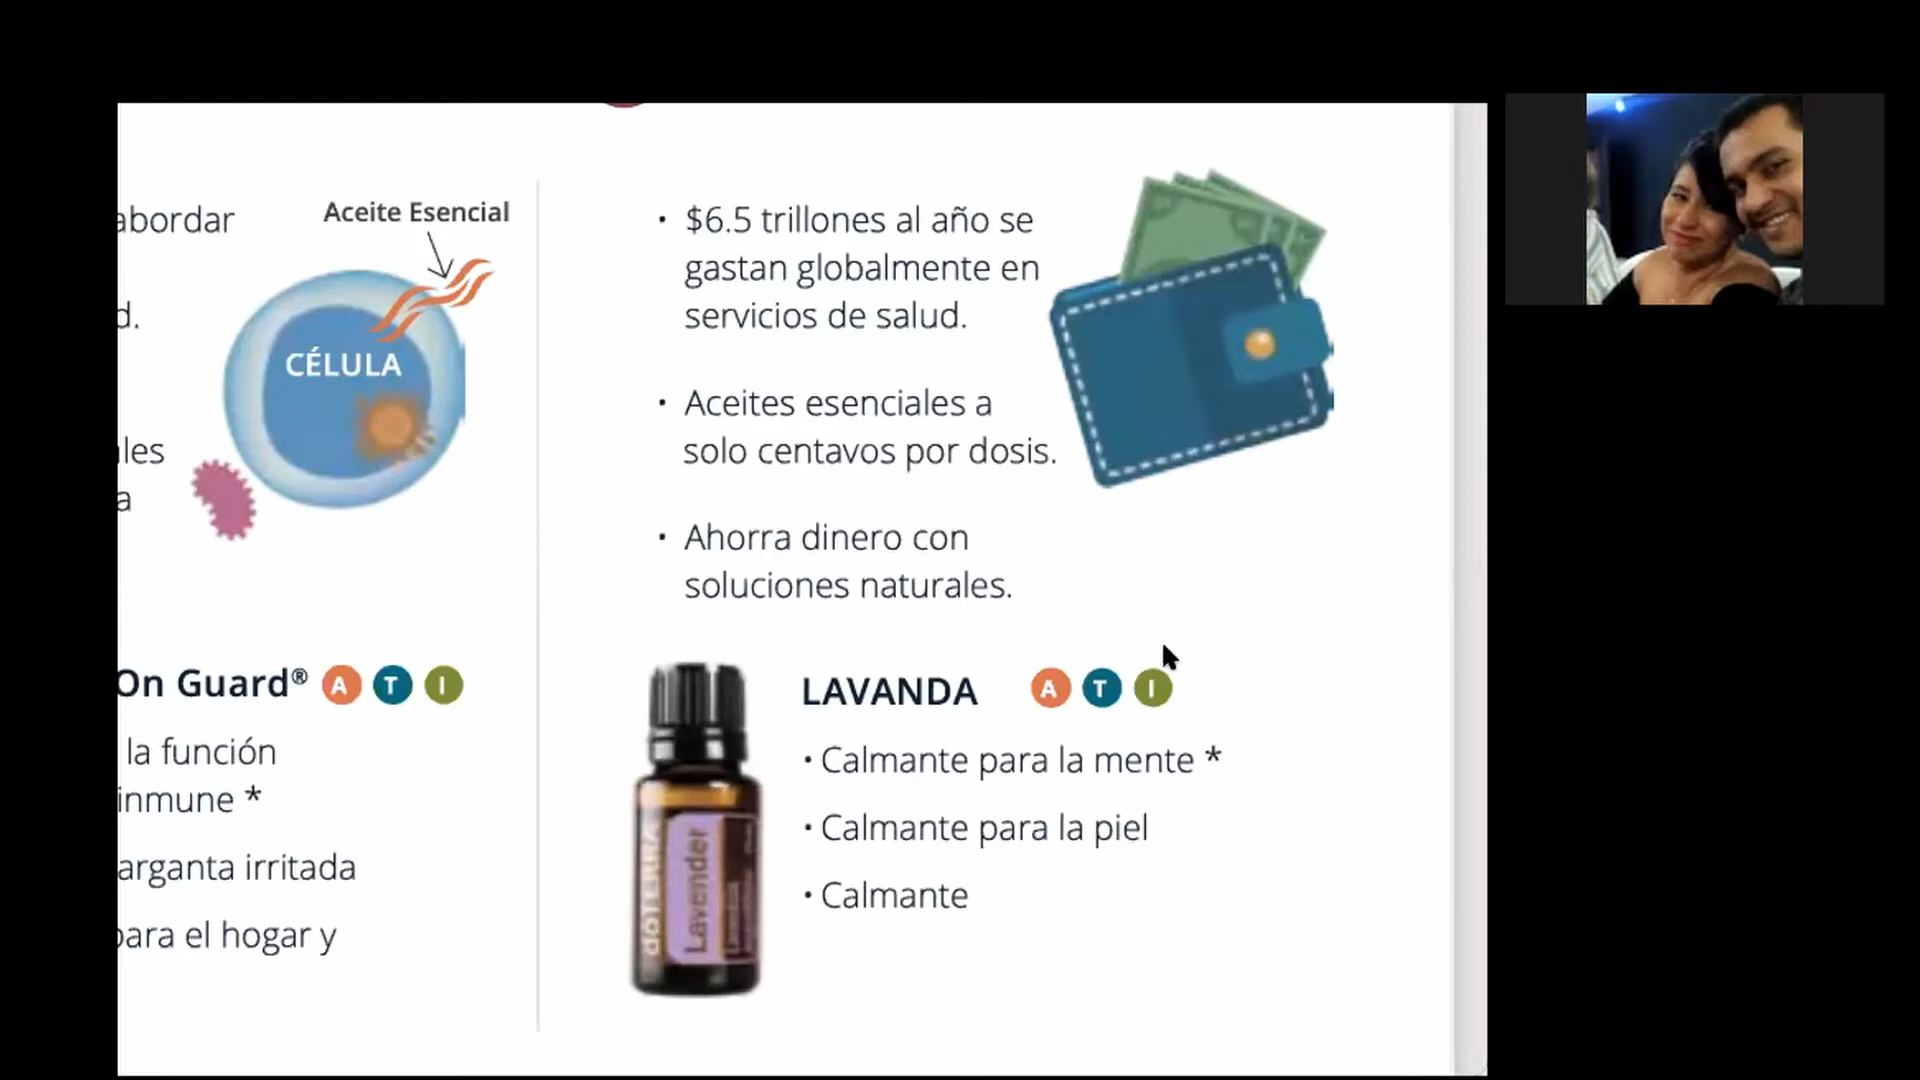 abordar
d.
ales
a
Aceite Esencial
CÉLULA
On Guard® A T I
la función
inmune *
arganta irritada
para el hogar y
• $6.5 trillones al año se
gastan globalmente en
servicios de salud.
• Aceites esenciales a
solo centavos por dosis.
• Ahorra dinero con
soluciones naturales.
LAVANDA A T I
• Calmante para la mente *
• Calmante para la piel
• Calmante
dōTERRA
Lavender